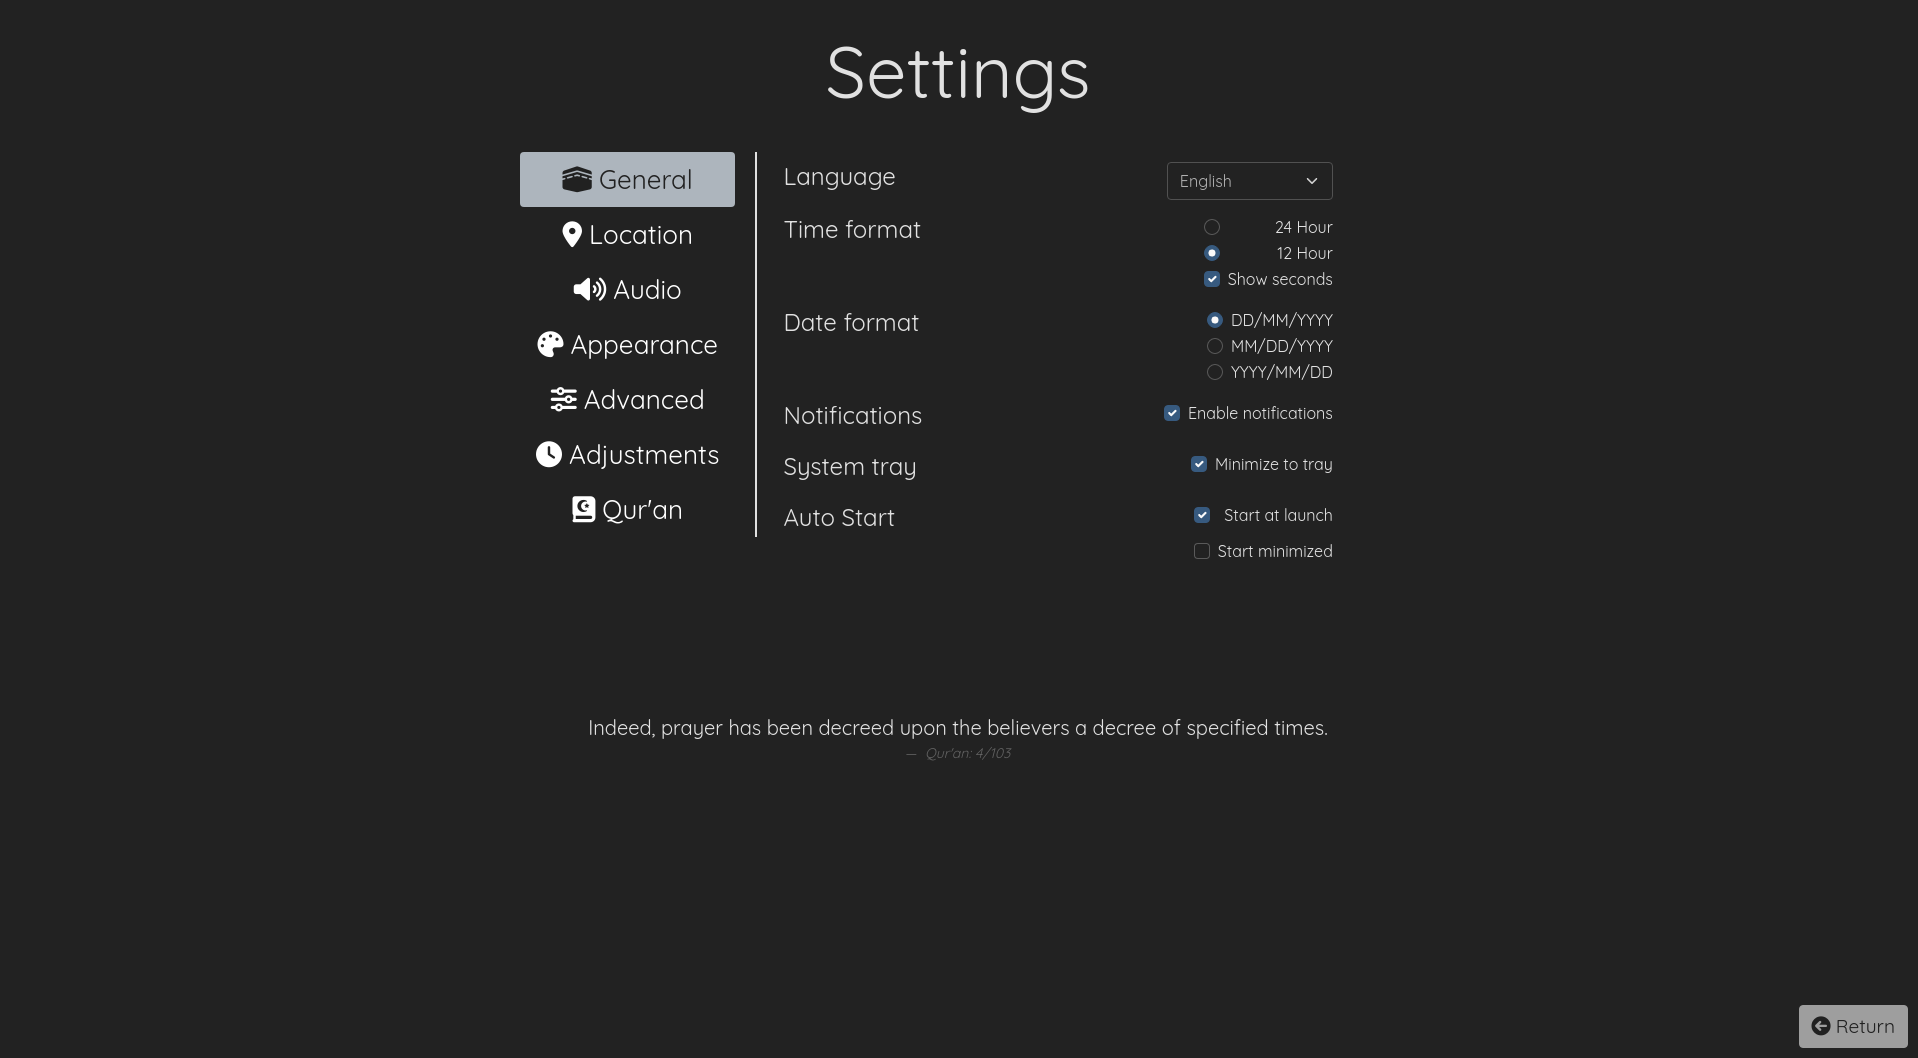 Settings
General
Location
Audio
Appearance
Advanced
Adjustments
Qur'an
Language
English
Time format
24 Hour
12 Hour
Show seconds
Date format
DD/MM/YYYY
MM/DD/YYYY
YYYY/MM/DD
Notifications
Enable notifications
System tray
Minimize to tray
Auto Start
Start at launch
Start minimized
Indeed, prayer has been decreed upon the believers a decree of specified times.
— Qur'an: 4/103
Return